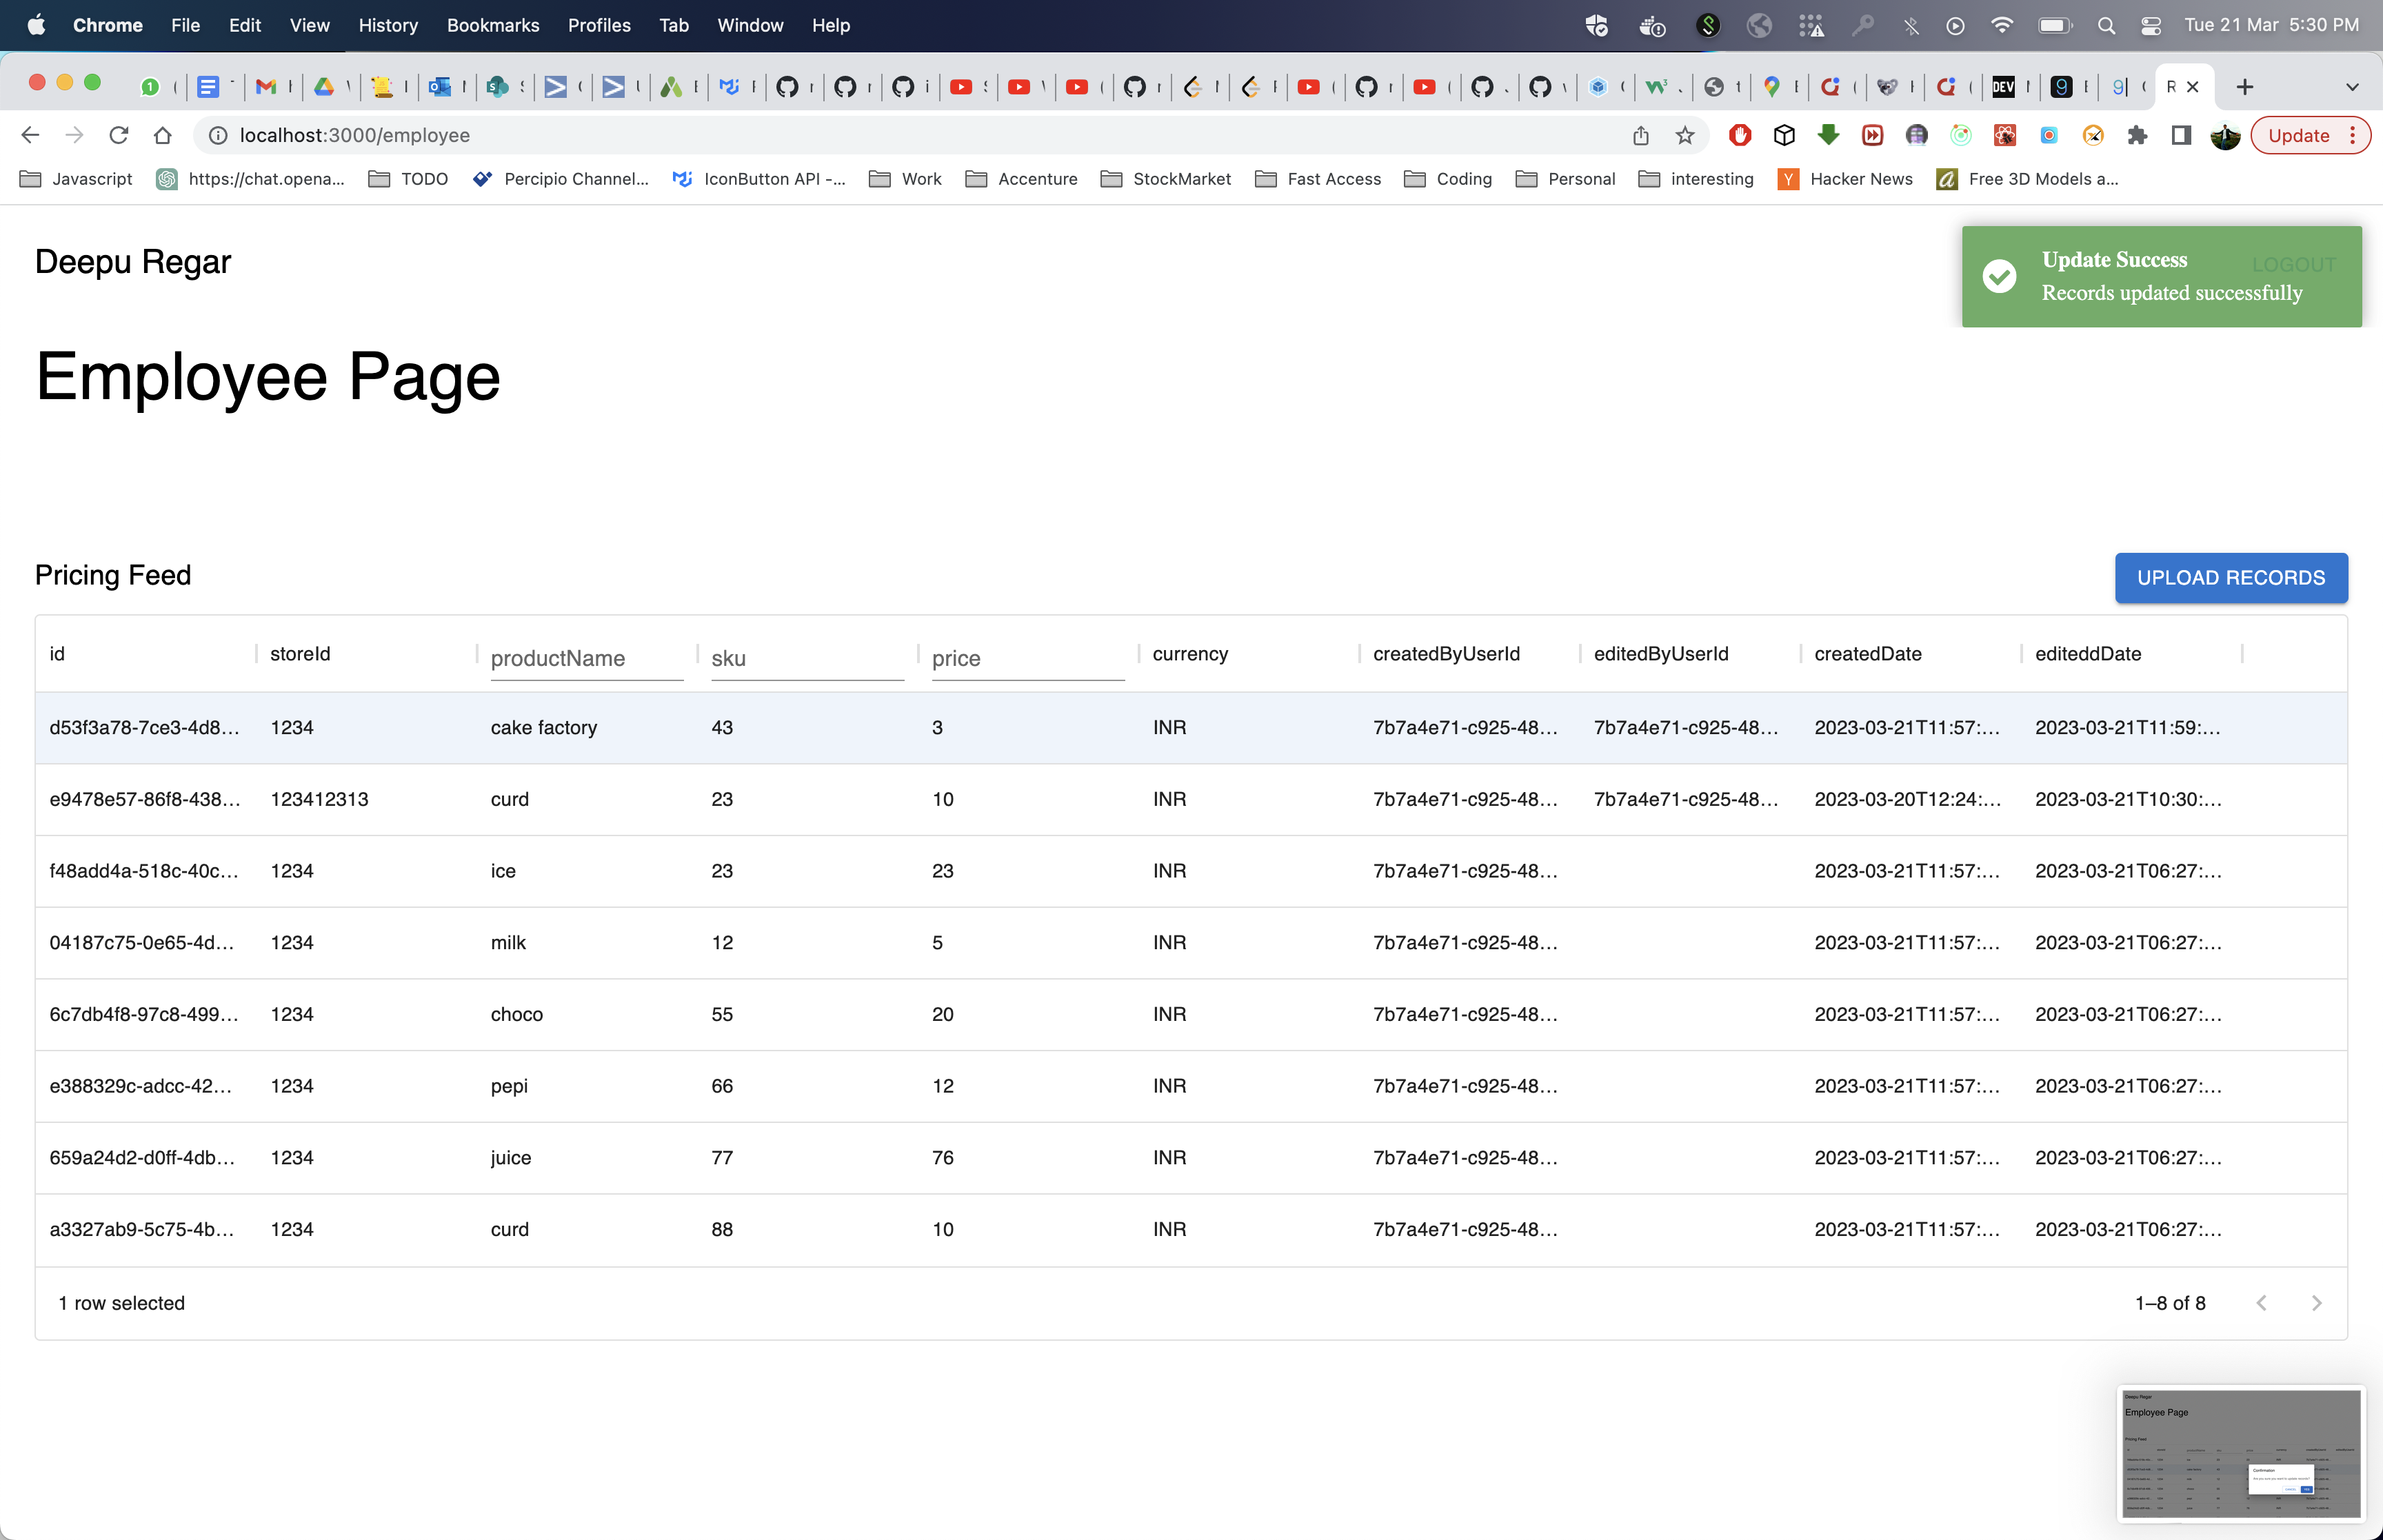 Chrome File Edit View History Bookmarks Profiles Tab Window Help Tue 21 Mar 5:30 PM
localhost:3000/employee Update
Javascript https://chat.opena... TODO Percipio Channel... IconButton API -... Work Accenture StockMarket Fast Access Coding Personal interesting Hacker News Free 3D Models a...
Deepu Regar
Update Success LOGOUT
Records updated successfully
Employee Page
Pricing Feed UPLOAD RECORDS
id storeId productName sku price currency createdByUserId editedByUserId createdDate editeddDate
d53f3a78-7ce3-4d8... 1234 cake factory 43 3 INR 7b7a4e71-c925-48... 7b7a4e71-c925-48... 2023-03-21T11:57:... 2023-03-21T11:59:...
e9478e57-86f8-438... 123412313 curd 23 10 INR 7b7a4e71-c925-48... 7b7a4e71-c925-48... 2023-03-20T12:24:... 2023-03-21T10:30:...
f48add4a-518c-40c... 1234 ice 23 23 INR 7b7a4e71-c925-48... 2023-03-21T11:57:... 2023-03-21T06:27:...
04187c75-0e65-4d... 1234 milk 12 5 INR 7b7a4e71-c925-48... 2023-03-21T11:57:... 2023-03-21T06:27:...
6c7db4f8-97c8-499... 1234 choco 55 20 INR 7b7a4e71-c925-48... 2023-03-21T11:57:... 2023-03-21T06:27:...
e388329c-adcc-42... 1234 pepi 66 12 INR 7b7a4e71-c925-48... 2023-03-21T11:57:... 2023-03-21T06:27:...
659a24d2-d0ff-4db... 1234 juice 77 76 INR 7b7a4e71-c925-48... 2023-03-21T11:57:... 2023-03-21T06:27:...
a3327ab9-5c75-4b... 1234 curd 88 10 INR 7b7a4e71-c925-48... 2023-03-21T11:57:... 2023-03-21T06:27:...
1 row selected 1–8 of 8
Deepu Regar
Employee Page
Pricing Feed
Confirmation